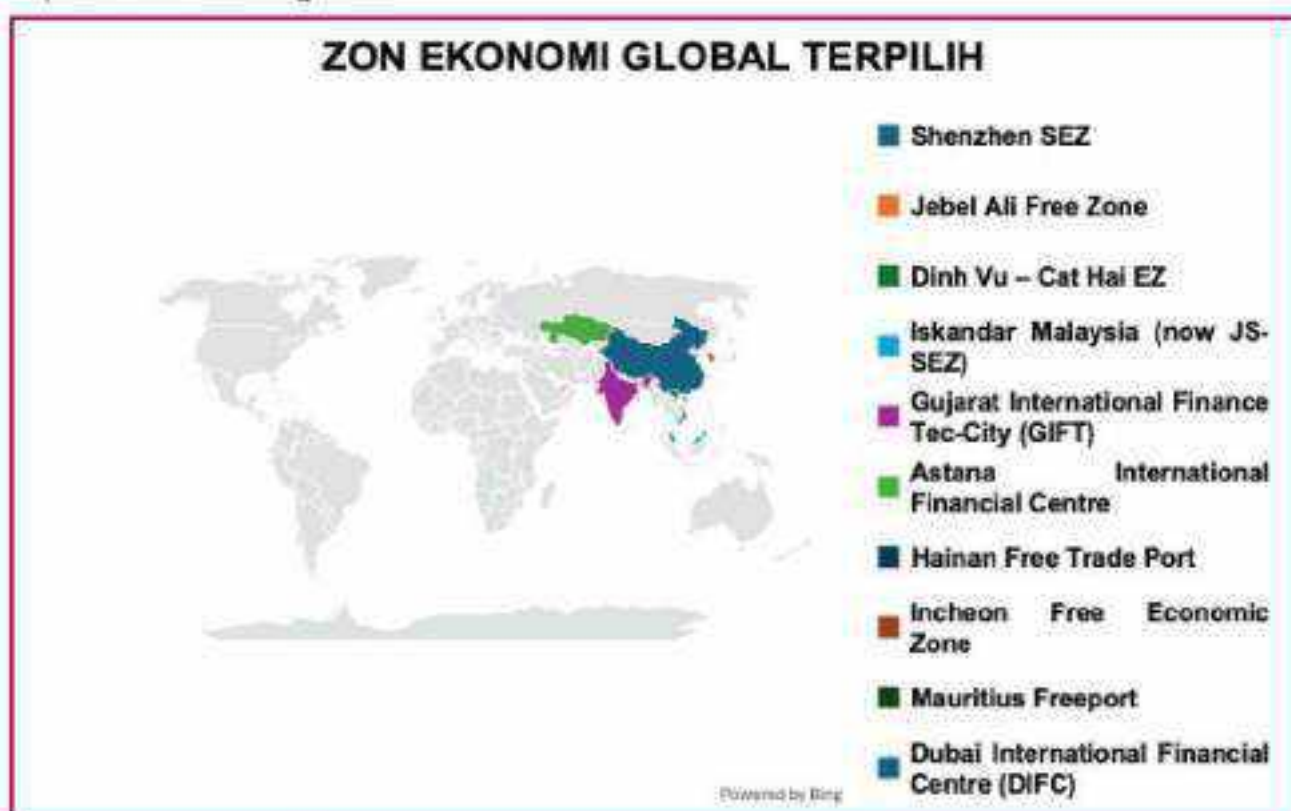 ZON EKONOMI GLOBAL TERPILIH
Shenzhen SEZ
Jebel Ali Free Zone
Dinh Vu – Cat Hai EZ
Iskandar Malaysia (now JS-
SEZ)
Gujarat International Finance
Tec-City (GIFT)
Astana International
Financial Centre
Hainan Free Trade Port
Incheon Free Economic
Zone
Mauritius Freeport
Dubai International Financial
Centre (DIFC)
Powered by Bing